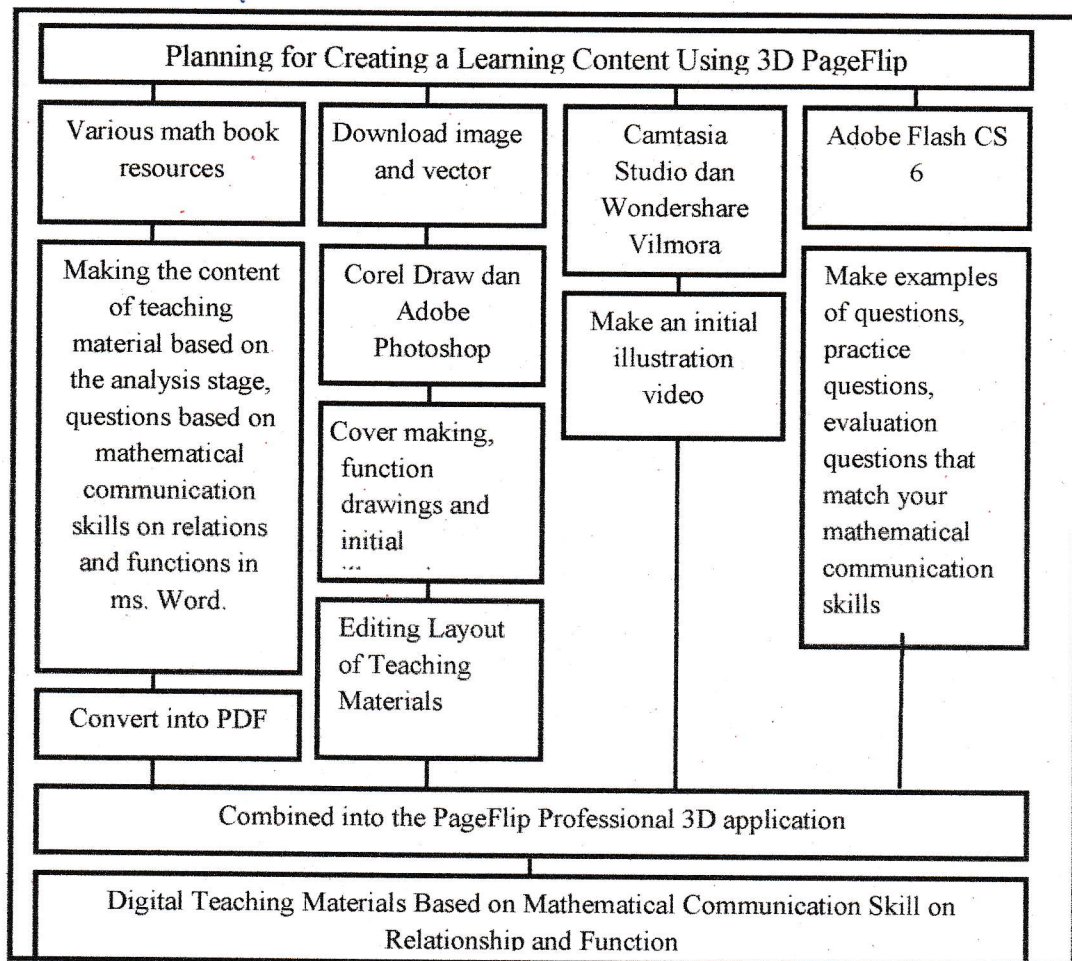 Planning for Creating a Learning Content Using 3D PageFlip
Various math book
resources
Making the content
of teaching
material based on
the analysis stage,
questions based on
mathematical
communication
skills on relations
and functions in
ms. Word.
Convert into PDF
Download image
and vector
Corel Draw dan
Adobe
Photoshop
Cover making,
function
drawings and
initial
Editing Layout
of Teaching
Materials
Camtasia
Studio dan
Wondershare
Vilmora
Make an initial
illustration
video
Adobe Flash CS
6
Make examples
of questions,
practice
questions,
evaluation
questions that
match your
mathematical
communication
skills
Combined into the PageFlip Professional 3D application
Digital Teaching Materials Based on Mathematical Communication Skill on
Relationship and Function